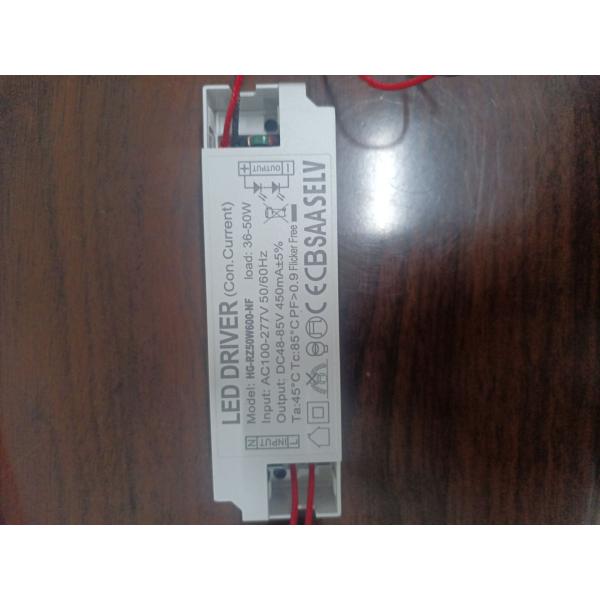 LED DRIVER (Con.Current)
Model: HG-RZ50W600-NF load: 36-50W
Input: AC100-277V 50/60Hz
Output: DC48-85V 450mA±5%
Ta:45°C Tc:85°C PF>0.9 Flicker Free
CE CB SAA SELV
N INPUT L
+ OUTPUT -